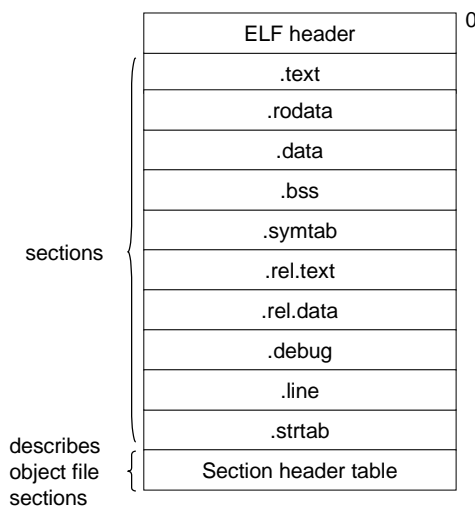 0
ELF header
.text
.rodata
.data
.bss
.symtab
sections
.rel.text
.rel.data
.debug
.line
.strtab
describes
object file
sections
Section header table